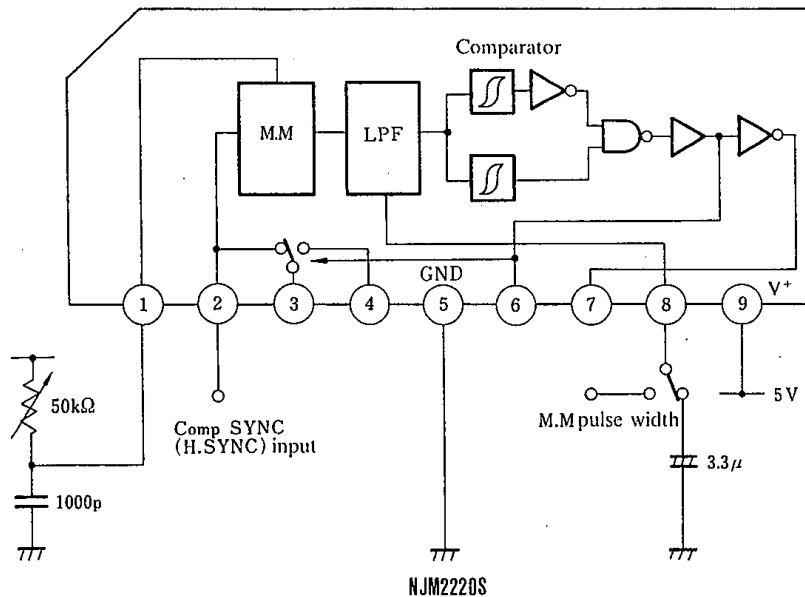 Comparator
M.M
LPF
GND
V+
1
2
3
4
5
6
7
8
9
50kΩ
Comp SYNC
(H.SYNC) input
M.M pulse width
5V
1000p
3.3μ
NJM2220S